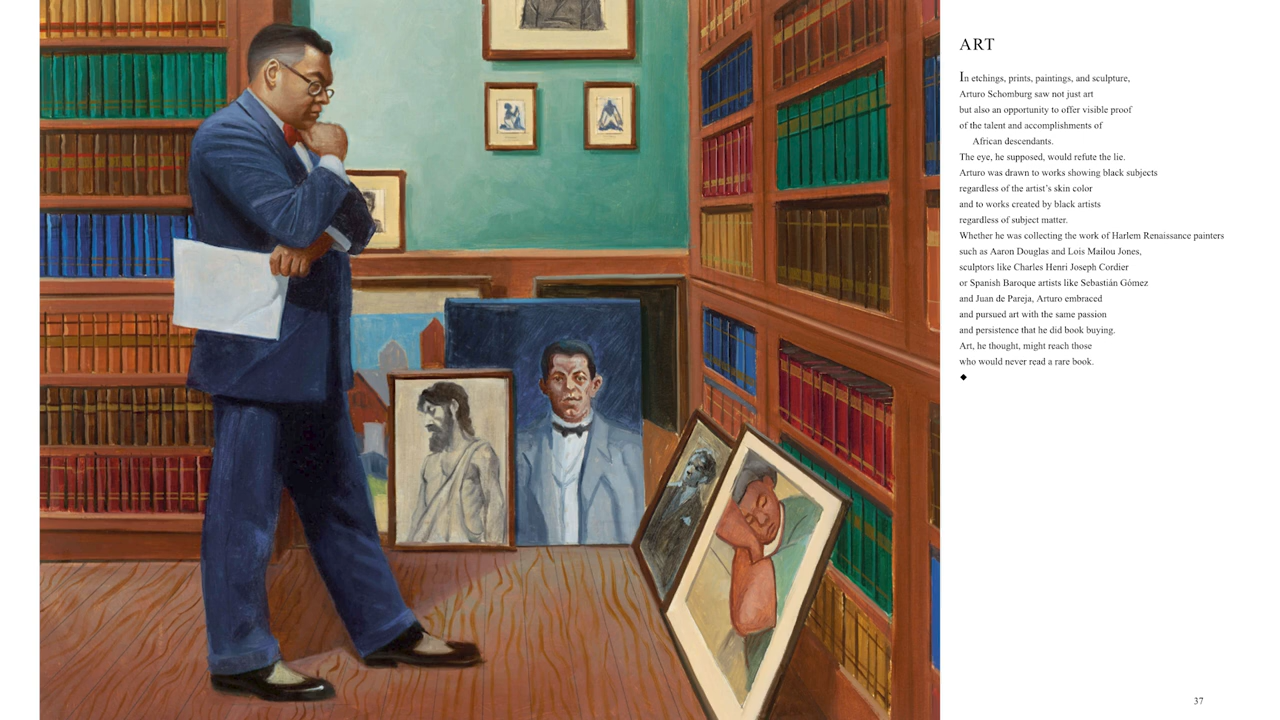 ART
In etchings, prints, paintings, and sculpture,
Arturo Schomburg saw not just art
but also an opportunity to offer visible proof
of the talent and accomplishments of
African descendants.
The eye, he supposed, would refute the lie.
Arturo was drawn to works showing black subjects
regardless of the artist’s skin color
and to works created by black artists
regardless of subject matter.
Whether he was collecting the work of Harlem Renaissance painters
such as Aaron Douglas and Lois Mailou Jones,
sculptors like Charles Henri Joseph Cordier
or Spanish Baroque artists like Sebastián Gómez
and Juan de Pareja, Arturo embraced
and pursued art with the same passion
and persistence that he did book buying.
Art, he thought, might reach those
who would never read a rare book.
◆
37